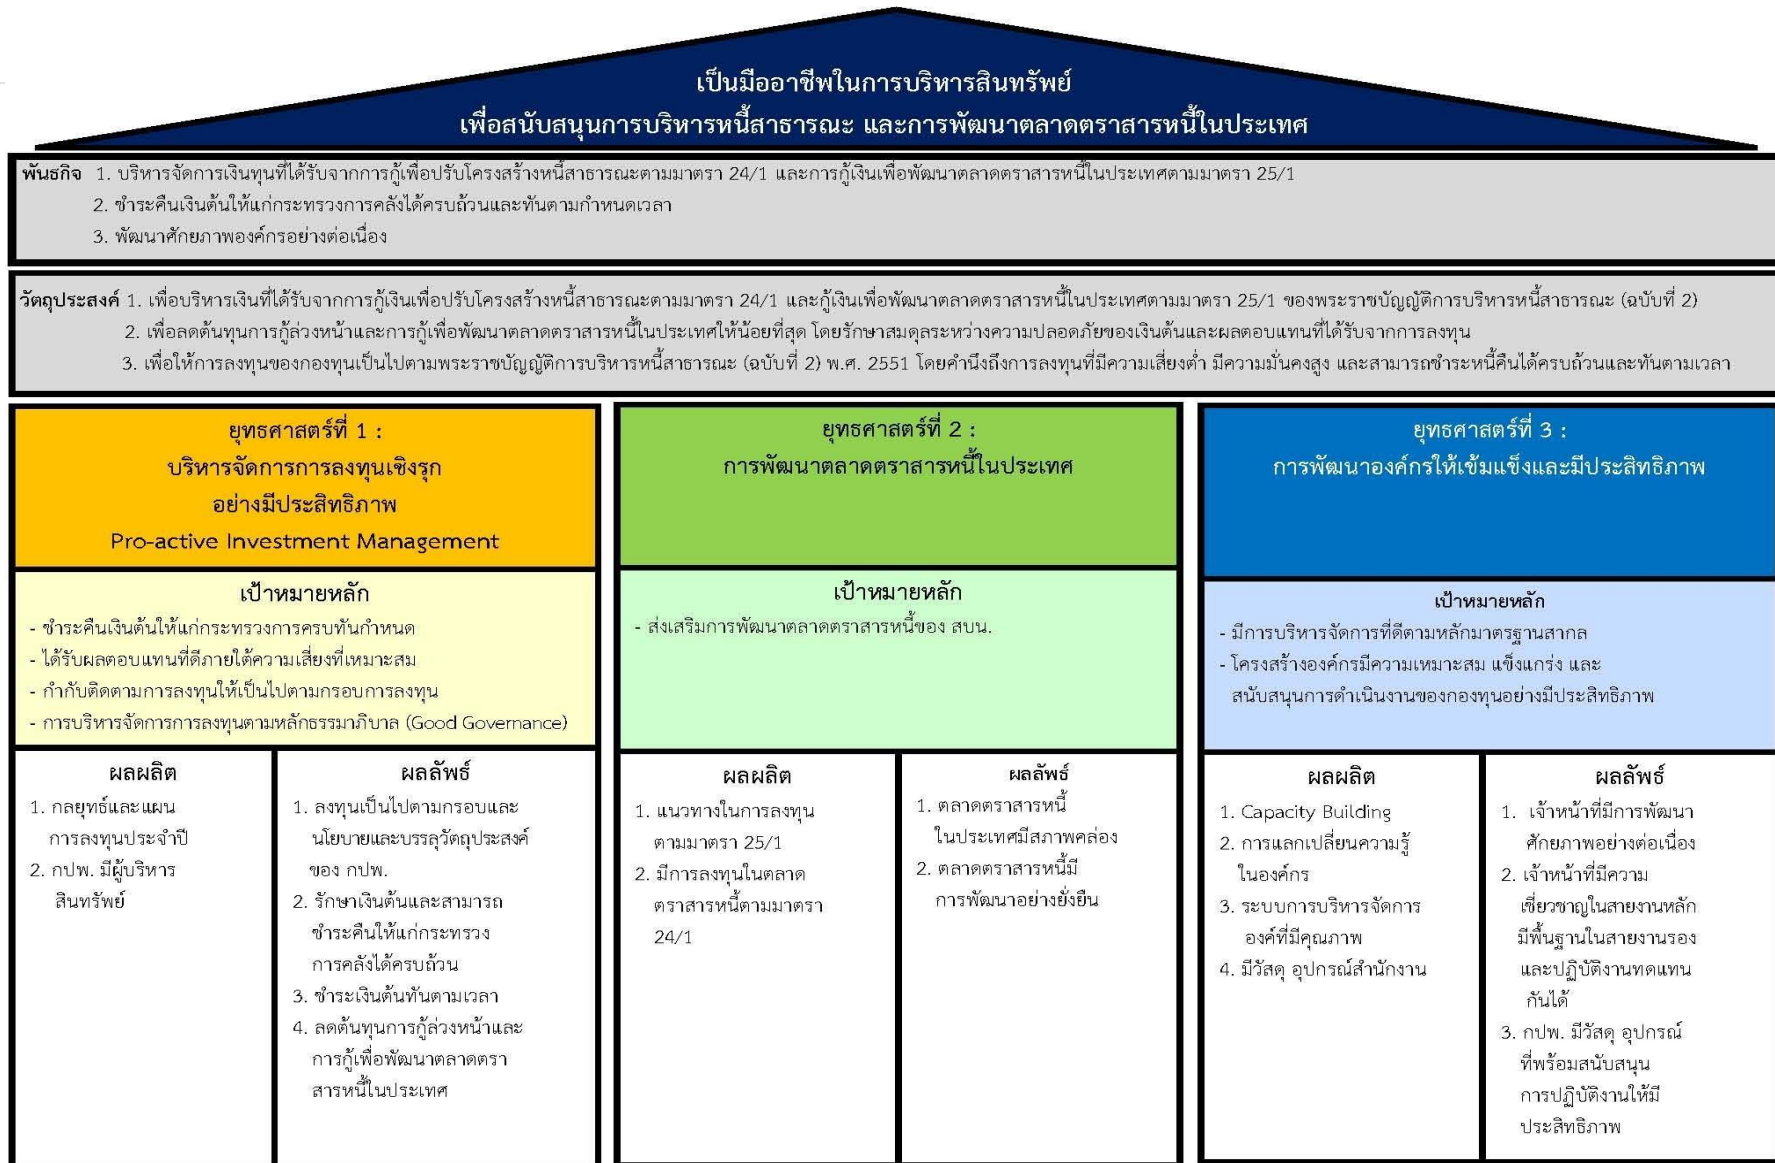 เป็นมืออาชีพในการบริหารสินทรัพย์
เพื่อสนับสนุนการบริหารหนี้สาธารณะ และการพัฒนาตลาดตราสารหนี้ในประเทศ
พันธกิจ 1. บริหารจัดการเงินทุนที่ได้รับจากการกู้เพื่อปรับโครงสร้างหนี้สาธารณะตามมาตรา 24/1 และการกู้เงินเพื่อพัฒนาตลาดตราสารหนี้ในประเทศตามมาตรา 25/1
2. ชำระคืนเงินต้นให้แก่กระทรวงการคลังได้ครบถ้วนและทันตามกำหนดเวลา
3. พัฒนาศักยภาพองค์กรอย่างต่อเนื่อง
วัตถุประสงค์ 1. เพื่อบริหารเงินที่ได้รับจากการกู้เงินเพื่อปรับโครงสร้างหนี้สาธารณะตามมาตรา 24/1 และกู้เงินเพื่อพัฒนาตลาดตราสารหนี้ในประเทศตามมาตรา 25/1 ของพระราชบัญญัติการบริหารหนี้สาธารณะ (ฉบับที่ 2)
2. เพื่อลดต้นทุนการกู้ล่วงหน้าและการกู้เพื่อพัฒนาตลาดตราสารหนี้ในประเทศให้น้อยที่สุด โดยรักษาสมดุลระหว่างความปลอดภัยของเงินต้นและผลตอบแทนที่ได้รับจากการลงทุน
3. เพื่อให้การลงทุนของกองทุนเป็นไปตามพระราชบัญญัติการบริหารหนี้สาธารณะ (ฉบับที่ 2) พ.ศ. 2551 โดยคำนึงถึงการลงทุนที่มีความเสี่ยงต่ำ มีความมั่นคงสูง และสามารถชำระหนี้คืนได้ครบถ้วนและทันตามเวลา
ยุทธศาสตร์ที่ 1 :
บริหารจัดการการลงทุนเชิงรุก
อย่างมีประสิทธิภาพ
Pro-active Investment Management
เป้าหมายหลัก
- ชำระคืนเงินต้นให้แก่กระทรวงการครบทันกำหนด
- ได้รับผลตอบแทนที่ดีภายใต้ความเสี่ยงที่เหมาะสม
- กำกับติดตามการลงทุนให้เป็นไปตามกรอบการลงทุน
- การบริหารจัดการการลงทุนตามหลักธรรมาภิบาล (Good Governance)
ผลผลิต
1. กลยุทธ์และแผน
การลงทุนประจำปี
2. กปพ. มีผู้บริหาร
สินทรัพย์
ผลลัพธ์
1. ลงทุนเป็นไปตามกรอบและ
นโยบายและบรรลุวัตถุประสงค์
ของ กปพ.
2. รักษาเงินต้นและสามารถ
ชำระคืนให้แก่กระทรวง
การคลังได้ครบถ้วน
3. ชำระเงินต้นทันตามเวลา
4. ลดต้นทุนการกู้ล่วงหน้าและ
การกู้เพื่อพัฒนาตลาดตรา
สารหนี้ในประเทศ
ยุทธศาสตร์ที่ 2 :
การพัฒนาตลาดตราสารหนี้ในประเทศ
เป้าหมายหลัก
- ส่งเสริมการพัฒนาตลาดตราสารหนี้ของ สบน.
ผลผลิต
1. แนวทางในการลงทุน
ตามมาตรา 25/1
2. มีการลงทุนในตลาด
ตราสารหนี้ตามมาตรา
24/1
ผลลัพธ์
1. ตลาดตราสารหนี้
ในประเทศมีสภาพคล่อง
2. ตลาดตราสารหนี้มี
การพัฒนาอย่างยั่งยืน
ยุทธศาสตร์ที่ 3 :
การพัฒนาองค์กรให้เข้มแข็งและมีประสิทธิภาพ
เป้าหมายหลัก
- มีการบริหารจัดการที่ดีตามหลักมาตรฐานสากล
- โครงสร้างองค์กรมีความเหมาะสม แข็งแกร่ง และ
สนับสนุนการดำเนินงานของกองทุนอย่างมีประสิทธิภาพ
ผลผลิต
1. Capacity Building
2. การแลกเปลี่ยนความรู้
ในองค์กร
3. ระบบการบริหารจัดการ
องค์ที่มีคุณภาพ
4. มีวัสดุ อุปกรณ์สำนักงาน
ผลลัพธ์
1. เจ้าหน้าที่มีการพัฒนา
ศักยภาพอย่างต่อเนื่อง
2. เจ้าหน้าที่มีความ
เชี่ยวชาญในสายงานหลัก
มีพื้นฐานในสายงานรอง
และปฏิบัติงานทดแทน
กันได้
3. กปพ. มีวัสดุ อุปกรณ์
ที่พร้อมสนับสนุน
การปฏิบัติงานให้มี
ประสิทธิภาพ